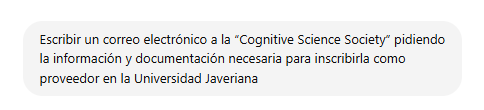 Escribir un correo electrónico a la “Cognitive Science Society” pidiendo
la información y documentación necesaria para inscribirla como
proveedor en la Universidad Javeriana